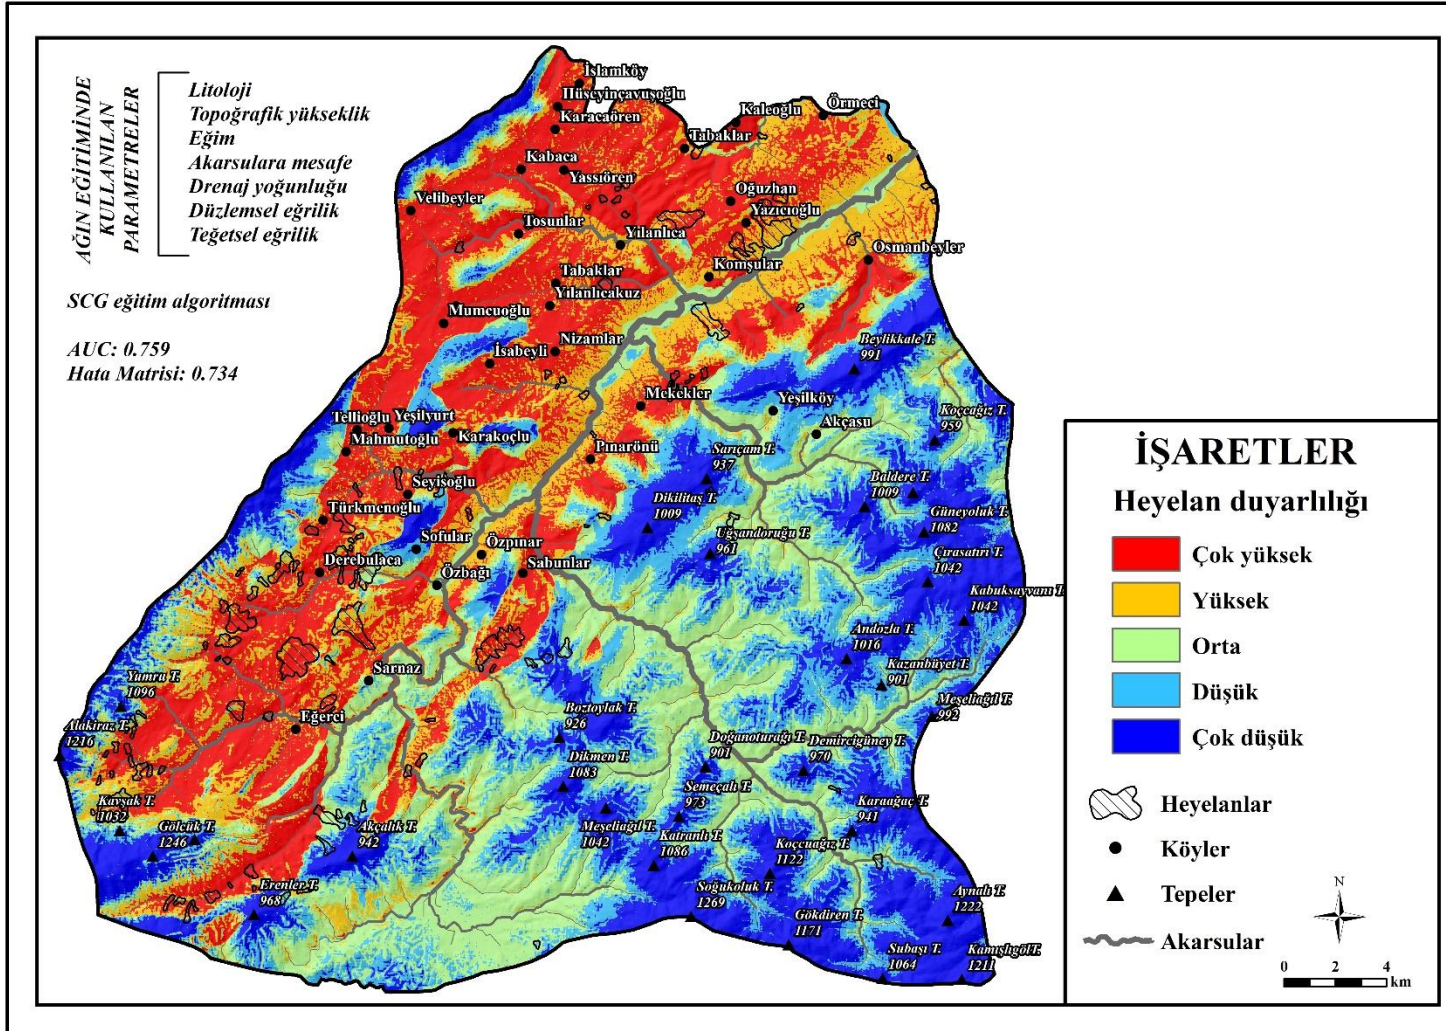 AĞIN EĞİTİMİNDE
KULLANILAN
PARAMETRELER
Litoloji
Topoğrafik yükseklik
Eğim
Akarsulara mesafe
Drenaj yoğunluğu
Düzlemsel eğrilik
Teğetsel eğrilik
SCG eğitim algoritması
AUC: 0.759
Hata Matrisi: 0.734
İslamköy
Hüseyinçavuşoğlu
Karacaören
Kaleoğlu
Örmeci
Tabaklar
Kabaca
Yassıören
Velibeyler
Oğuzhan
Yazıcıoğlu
Tosunlar
Yılanlıca
Osmanbeyler
Komşular
Tabaklar
Yılanlıcakuz
Mumcuoğlu
Nizamlar
İsabeyli
Beylikkale T.
991
Mekekler
Yeşilköy
Koçcağız T.
959
Tellioğlu
Yeşilyurt
Mahmutoğlu
Karakoçlu
Akçasu
Pınarönü
Sarıçam T.
937
Seyisoğlu
Dikilitaş T.
1009
Baldere T.
1009
Güneyoluk T.
1082
Türkmenoğlu
Uğşandoruğu T.
961
Sofular
Özpınar
Çırasatırı T.
1042
Derebulaca
Özbağı
Sabunlar
Kabuksayvanı T.
1042
Andozla T.
1016
Kazanbüyet T.
901
Sarnaz
Yumru T.
1096
Meşeliağıl T.
992
Boztoylak T.
926
Alakiraz T.
1216
Eğerci
Doğanoturağı T.
901
Demircigüney T.
970
Dikmen T.
1083
Semeçalı T.
973
Kavşak T.
1032
Gölcük T.
1246
Akçalık T.
942
Meşeliağıl T.
1042
Katranlı T.
1086
Karaağaç T.
941
Koçcuağız T.
1122
Erenler T.
968
Soğukoluk T.
1269
Aynalı T.
1222
Gökdiren T.
1171
Subaşı T.
1064
KamışlıgölT.
1211
İŞARETLER
Heyelan duyarlılığı
Çok yüksek
Yüksek
Orta
Düşük
Çok düşük
Heyelanlar
Köyler
Tepeler
Akarsular
N
0 2 4
km